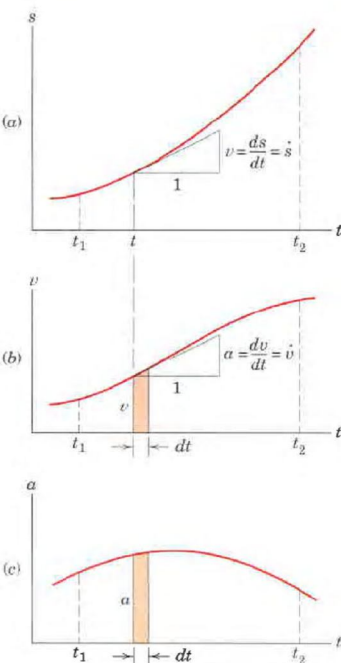 s
(a)
v = ds/dt = ṡ
1
t₁ t t₂ t
v
(b)
a = dv/dt = v̇
1
v
t₁ dt t₂ t
a
(c)
a
t₁ dt t₂ t